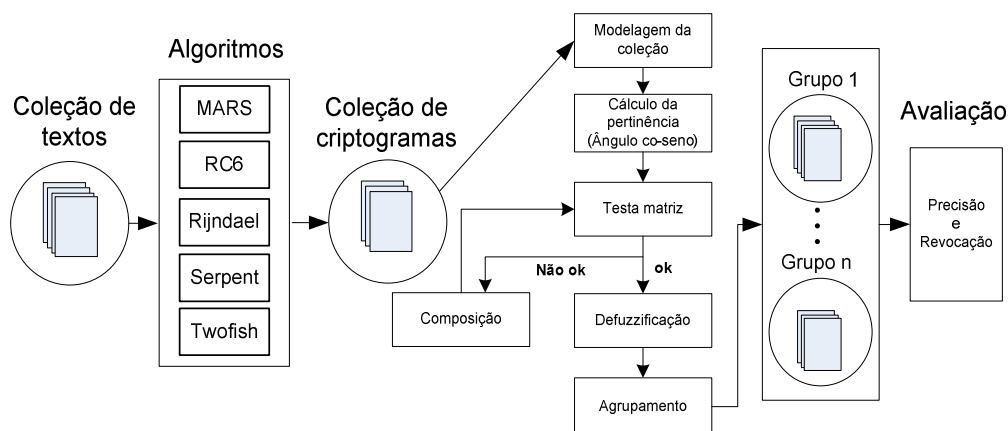 Coleção de
textos
Algoritmos
MARS
RC6
Rijndael
Serpent
Twofish
Coleção de
criptogramas
Modelagem da
coleção
Cálculo da
pertinência
(Ângulo co-seno)
Testa matriz
Não ok
ok
Composição
Defuzzificação
Agrupamento
Grupo 1
Grupo n
Avaliação
Precisão
e
Revocação